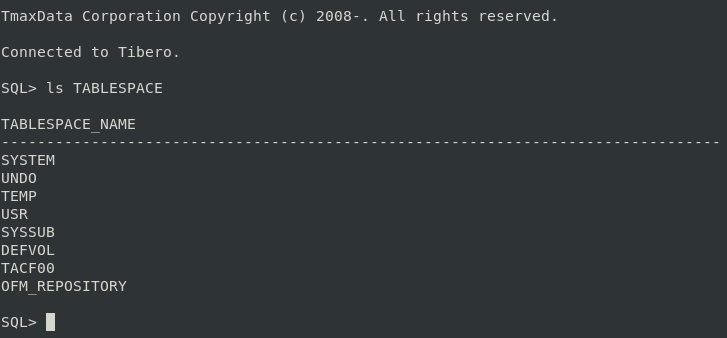 TmaxData Corporation Copyright (c) 2008-. All rights reserved.
Connected to Tibero.
SQL> ls TABLESPACE
TABLESPACE_NAME
--------------------------------------------------------------------------------
SYSTEM
UNDO
TEMP
USR
SYSSUB
DEFVOL
TACF00
OFM_REPOSITORY
SQL>